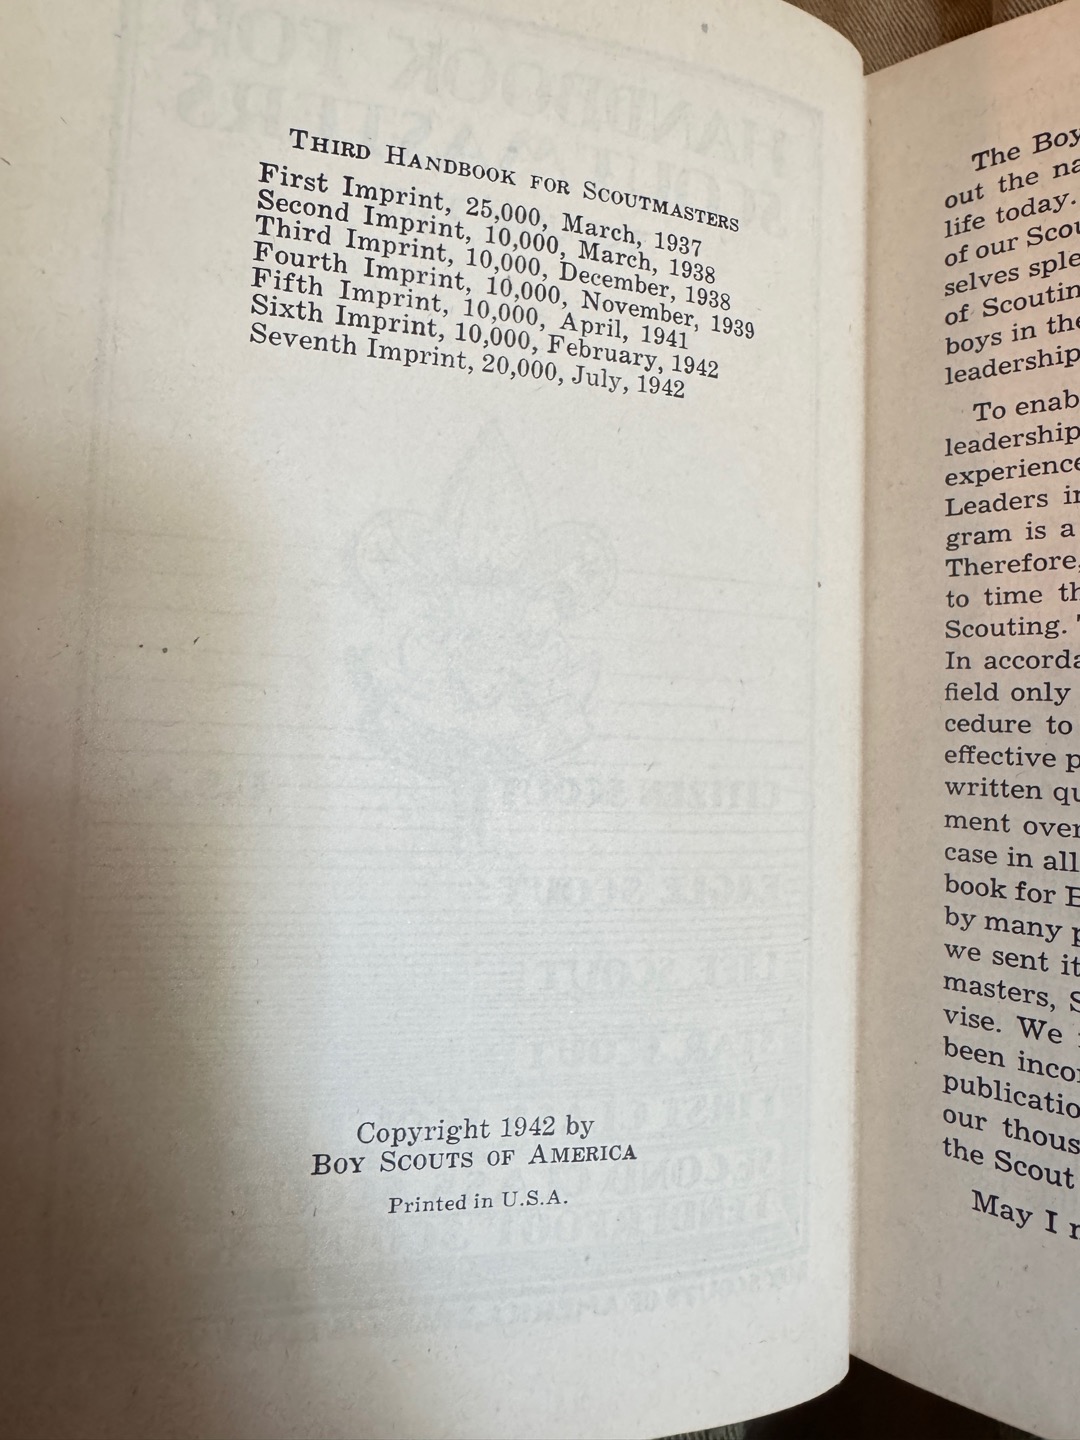 THIRD HANDBOOK FOR SCOUTMASTERS
First Imprint, 25,000, March, 1937
Second Imprint, 10,000, March, 1938
Third Imprint, 10,000, December, 1938
Fourth Imprint, 10,000, November, 1939
Fifth Imprint, 10,000, April, 1941
Sixth Imprint, 10,000, February, 1942
Seventh Imprint, 20,000, July, 1942
Copyright 1942 by
BOY SCOUTS OF AMERICA
Printed in U.S.A.
The Boy
out the na
life today.
of our Scou
selves sple
of Scoutin
boys in the
leadership
To enab
leadership
experience
Leaders in
gram is a
Therefore,
to time th
Scouting.
In accorda
field only
cedure to
effective p
written qu
ment over
case in all
book for B
by many p
we sent it
masters, S
vise. We
been incor
publicatio
our thous
the Scout
May I